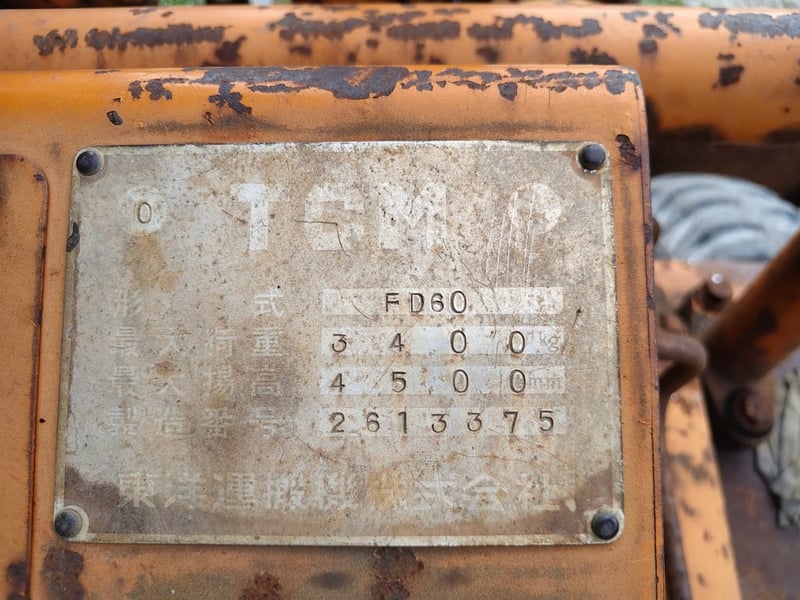 0 TCM
形式 FD60
最大荷重 3400 kg
最大揚高 4500 mm
製造番号 2613375
東洋運搬機株式会社